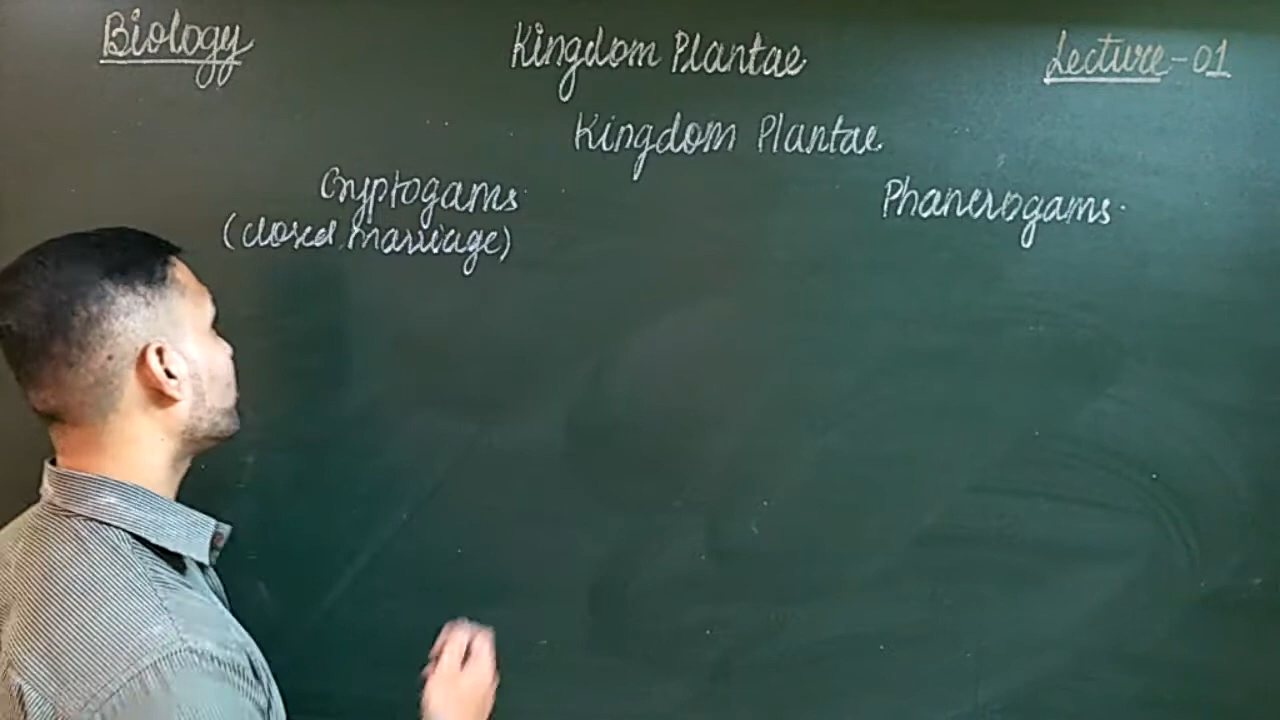 Biology
Kingdom Plantae
Lecture-01
Kingdom Plantae
Cryptogams
(closed marriage)
Phanerogams